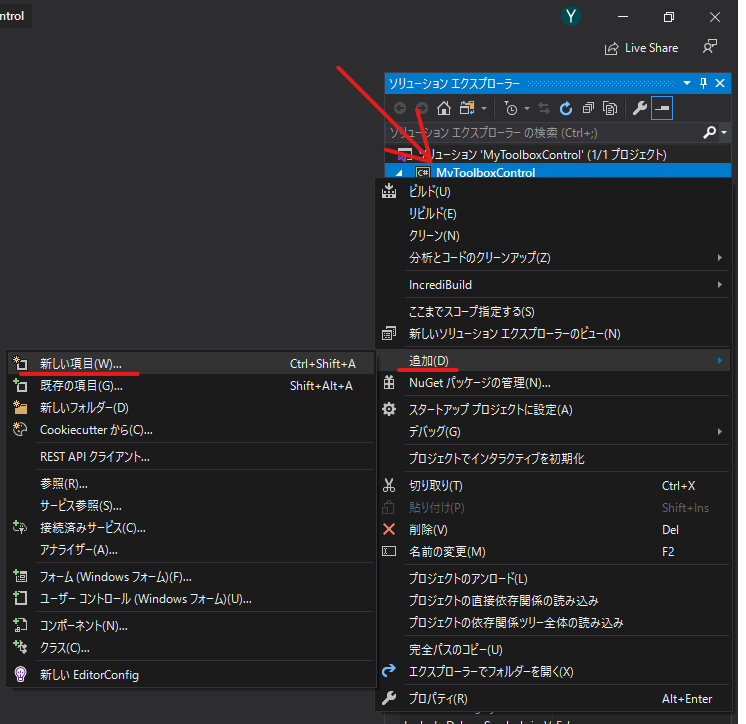 ntrol
Y
Live Share
ソリューション エクスプローラー
ソリューション エクスプローラー の検索 (Ctrl+;)
ソリューション 'MyToolboxControl' (1/1 プロジェクト)
C# MyToolboxControl
ビルド(U)
リビルド(E)
クリーン(N)
分析とコードのクリーンアップ(Z)
IncrediBuild
ここまでスコープ指定する(S)
新しいソリューション エクスプローラーのビュー(N)
追加(D)
NuGet パッケージの管理(N)...
スタートアップ プロジェクトに設定(A)
デバッグ(G)
プロジェクトでインタラクティブを初期化
切り取り(T) Ctrl+X
貼り付け(P) Shift+Ins
削除(V) Del
名前の変更(M) F2
プロジェクトのアンロード(L)
プロジェクトの直接依存関係の読み込み
プロジェクトの依存関係ツリー全体の読み込み
完全パスのコピー(U)
エクスプローラーでフォルダーを開く(X)
プロパティ(R) Alt+Enter
新しい項目(W)... Ctrl+Shift+A
既存の項目(G)... Shift+Alt+A
新しいフォルダー(D)
Cookiecutter から(C)...
REST API クライアント...
参照(R)...
サービス参照(S)...
接続済みサービス(C)...
アナライザー(A)...
フォーム (Windows フォーム)(F)...
ユーザー コントロール (Windows フォーム)(U)...
コンポーネント(N)...
クラス(C)...
新しい EditorConfig